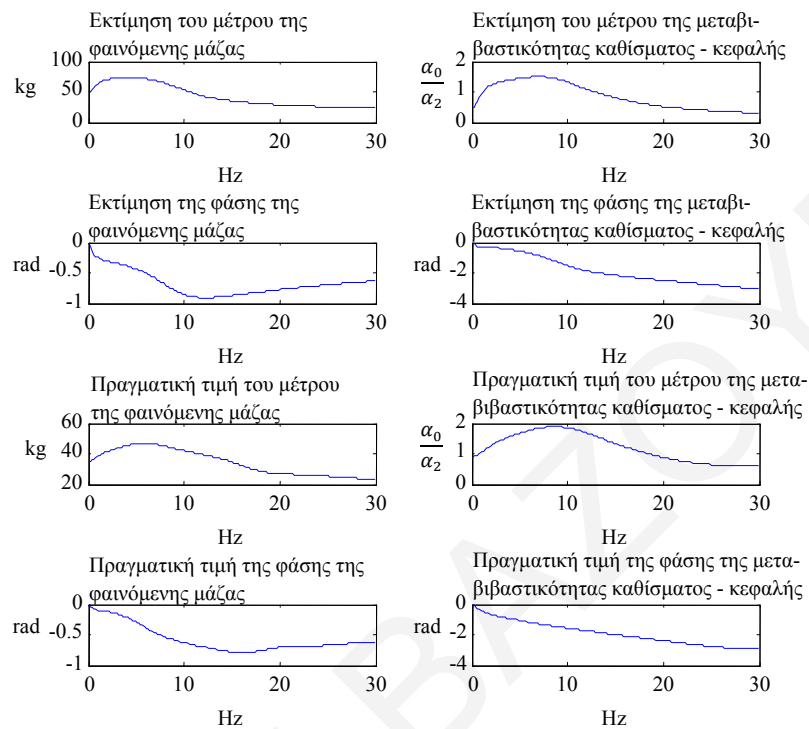 Εκτίμηση του μέτρου της
φαινόμενης μάζας
100
kg 50
0
0 10 20 30
Hz
Εκτίμηση του μέτρου της μεταβι-
βαστικότητας καθίσματος - κεφαλής
2
α₀
α₂
1
0
0 10 20 30
Hz
Εκτίμηση της φάσης της
φαινόμενης μάζας
0
rad -0.5
-1
0 10 20 30
Hz
Εκτίμηση της φάσης της μεταβι-
βαστικότητας καθίσματος - κεφαλής
0
rad -2
-4
0 10 20 30
Hz
Πραγματική τιμή του μέτρου
της φαινόμενης μάζας
60
kg 40
20
0 10 20 30
Hz
Πραγματική τιμή του μέτρου της μετα-
βιβαστικότητας καθίσματος - κεφαλής
2
α₀
α₂
1
0
0 10 20 30
Hz
Πραγματική τιμή της φάσης της
φαινόμενης μάζας
0
rad -0.5
-1
0 10 20 30
Hz
Πραγματική τιμή της φάσης της μετα-
βιβαστικότητας καθίσματος - κεφαλής
0
rad -2
-4
0 10 20 30
Hz